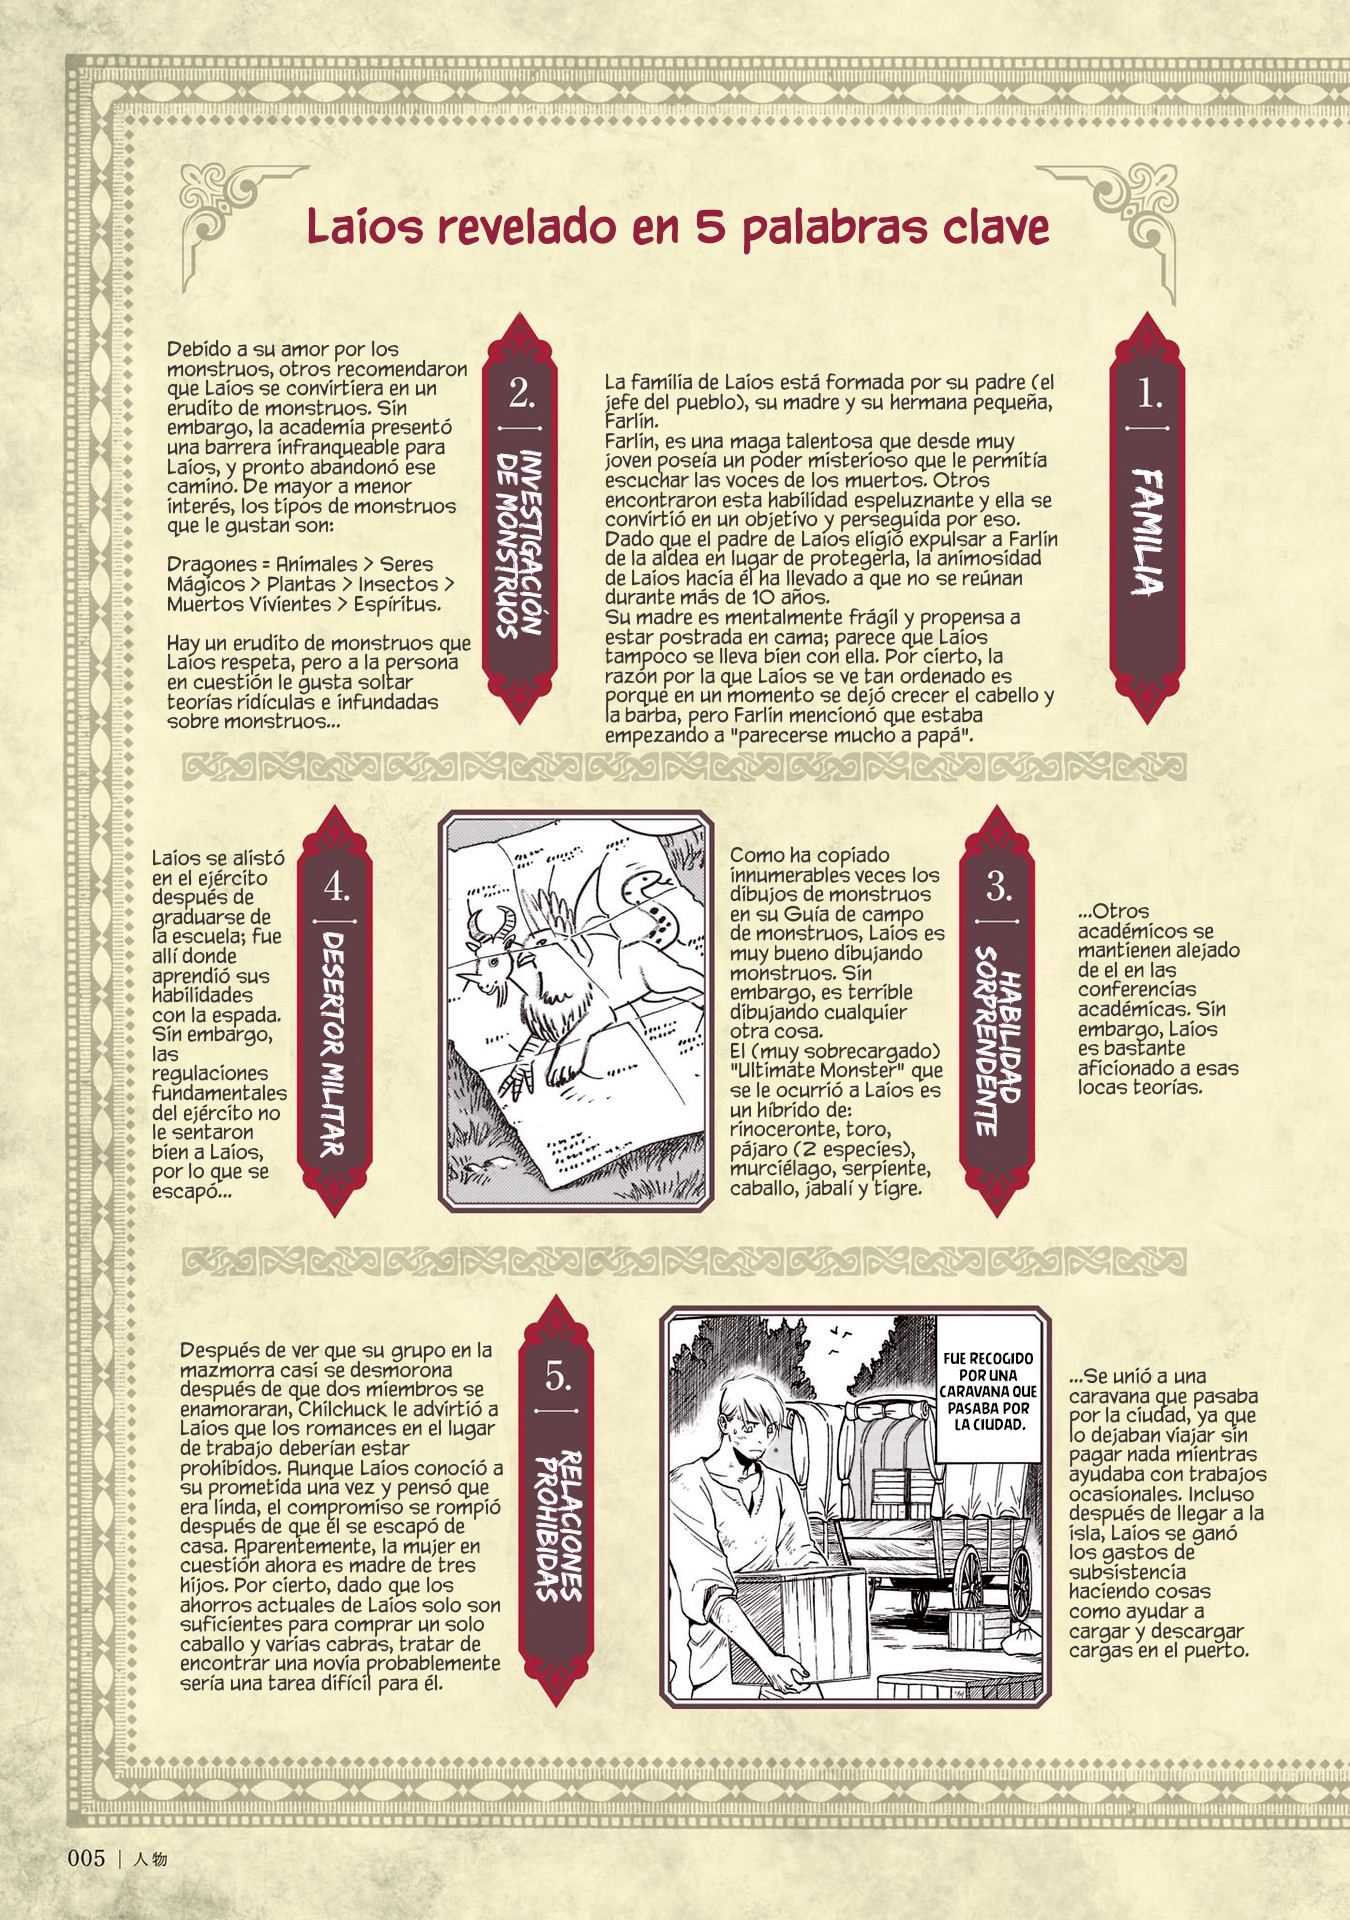 Laios revelado en 5 palabras clave
1.
FAMILIA
La familia de Laios está formada por su padre (el
jefe del pueblo), su madre y su hermana pequeña,
Farlin.
Farlin, es una maga talentosa que desde muy
joven poseía un poder misterioso que le permitía
escuchar las voces de los muertos. Otros
encontraron esta habilidad espeluznante y ella se
convirtió en un objetivo y perseguida por eso.
Dado que el padre de Laios eligió expulsar a Farlin
de la aldea en lugar de protegerla, la animosidad
de Laios hacia él ha llevado a que no se reúnan
durante más de 10 años.
Su madre es mentalmente frágil y propensa a
estar postrada en cama; parece que Laios
tampoco se lleva bien con ella. Por cierto, la
razón por la que Laios se ve tan ordenado es
porque en un momento se dejó crecer el cabello y
la barba, pero Farlin mencionó que estaba
empezando a "parecerse mucho a papá".
2.
INVESTIGACIÓN
DE MONSTRUOS
Debido a su amor por los
monstruos, otros recomendaron
que Laios se convirtiera en un
erudito de monstruos. Sin
embargo, la academia presentó
una barrera infranqueable para
Laios, y pronto abandonó ese
camino. De mayor a menor
interés, los tipos de monstruos
que le gustan son:
Dragones = Animales > Seres
Mágicos > Plantas > Insectos >
Muertos Vivientes > Espíritus.
Hay un erudito de monstruos que
Laios respeta, pero a la persona
en cuestión le gusta soltar
teorías ridículas e infundadas
sobre monstruos...
...Otros
académicos se
mantienen alejado
de el en las
conferencias
académicas. Sin
embargo, Laios
es bastante
aficionado a esas
locas teorías.
3.
HABILIDAD
SORPRENDENTE
Como ha copiado
innumerables veces los
dibujos de monstruos
en su Guía de campo
de monstruos, Laios es
muy bueno dibujando
monstruos. Sin
embargo, es terrible
dibujando cualquier
otra cosa.
El (muy sobrecargado)
"Ultimate Monster" que
se le ocurrió a Laios es
un híbrido de:
rinoceronte, toro,
pájaro (2 especies),
murciélago, serpiente,
caballo, jabalí y tigre.
4.
DESERTOR MILITAR
Laios se alistó
en el ejército
después de
graduarse de
la escuela; fue
allí donde
aprendió sus
habilidades
con la espada.
Sin embargo,
las
regulaciones
fundamentales
del ejército no
le sentaron
bien a Laios,
por lo que se
escapó...
...Se unió a una
caravana que pasaba
por la ciudad, ya que
lo dejaban viajar sin
pagar nada mientras
ayudaba con trabajos
ocasionales. Incluso
después de llegar a la
isla, Laios se ganó
los gastos de
subsistencia
haciendo cosas
como ayudar a
cargar y descargar
cargas en el puerto.
FUE RECOGIDO
POR UNA
CARAVANA QUE
PASABA POR
LA CIUDAD.
5.
RELACIONES
PROHIBIDAS
Después de ver que su grupo en la
mazmorra casi se desmorona
después de que dos miembros se
enamoraran, Chilchuck le advirtió a
Laios que los romances en el lugar
de trabajo deberían estar
prohibidos. Aunque Laios conoció a
su prometida una vez y pensó que
era linda, el compromiso se rompió
después de que él se escapó de
casa. Aparentemente, la mujer en
cuestión ahora es madre de tres
hijos. Por cierto, dado que los
ahorros actuales de Laios solo son
suficientes para comprar un solo
caballo y varias cabras, tratar de
encontrar una novia probablemente
sería una tarea difícil para él.
005 | 人物